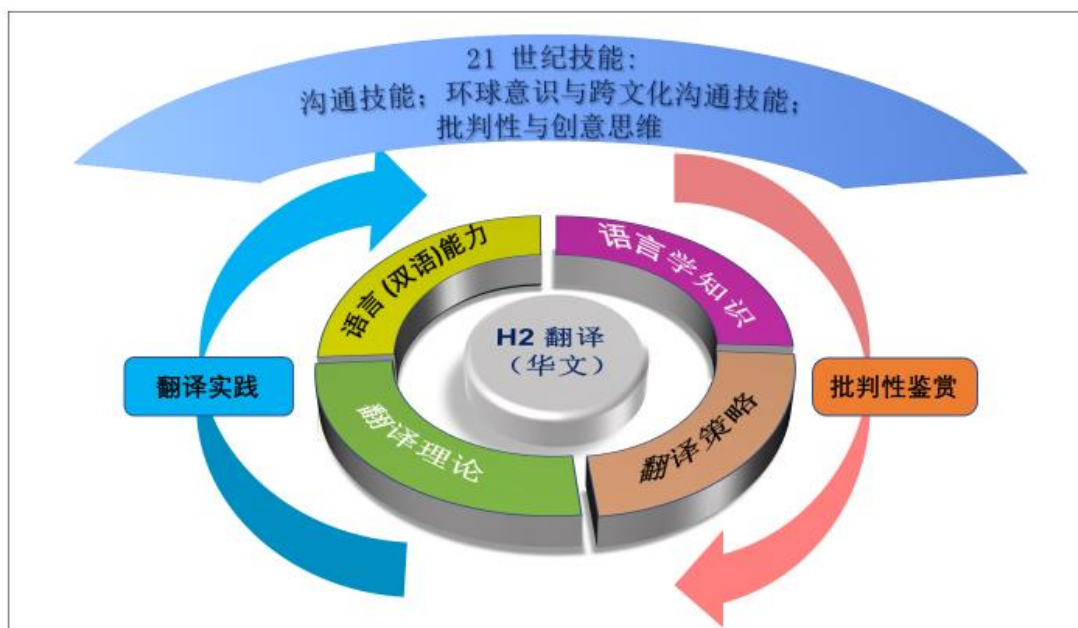 21 世纪技能:
沟通技能；环球意识与跨文化沟通技能；
批判性与创意思维
语言(双语)能力
语言学知识
H2 翻译
（华文）
翻译实践
批判性鉴赏
翻译理论
翻译策略